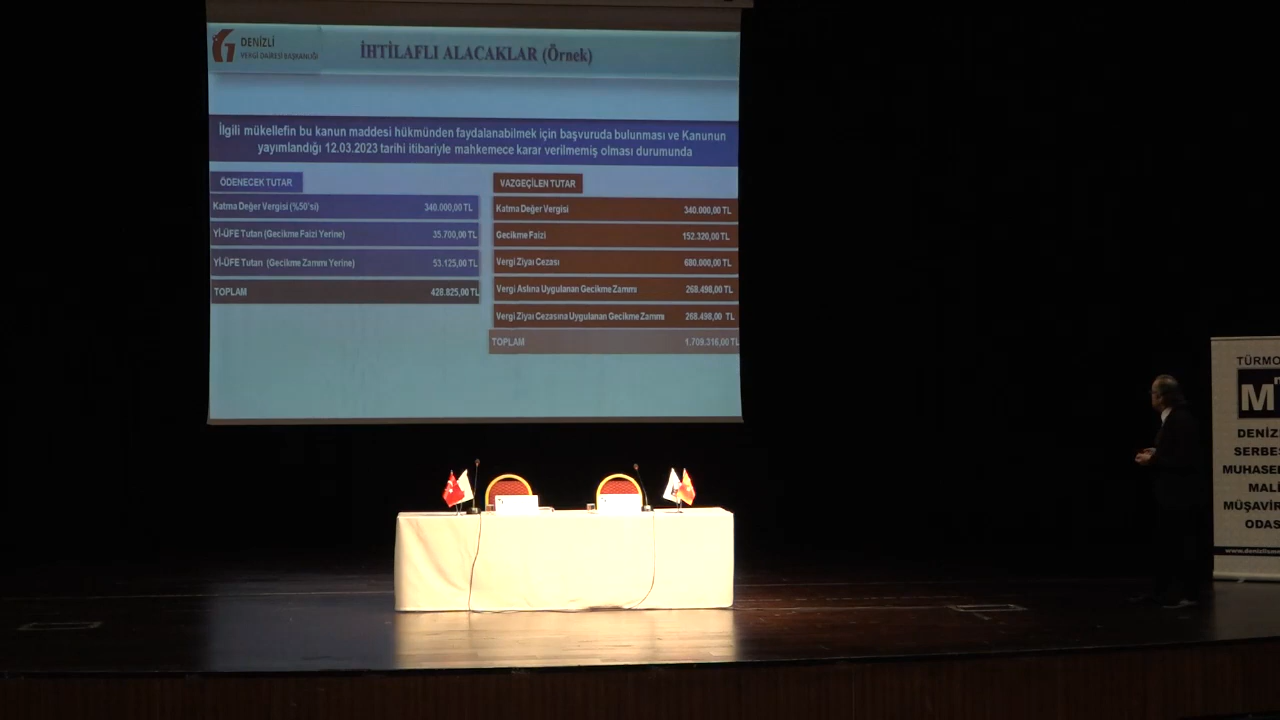 DENİZLİ
VERGİ DAİRESİ BAŞKANLIĞI
İHTİLAFLI ALACAKLAR (Örnek)
İlgili mükellefin bu kanun maddesi hükmünden faydalanabilmek için başvuruda bulunması ve Kanunun
yayımlandığı 12.03.2023 tarihi itibariyle mahkemece karar verilmemiş olması durumunda
ÖDENECEK TUTAR
Katma Değer Vergisi (%50'si) 340.000,00 TL
Yİ-ÜFE Tutarı (Gecikme Faizi Yerine) 35.700,00 TL
Yİ-ÜFE Tutarı (Gecikme Zammı Yerine) 53.125,00 TL
TOPLAM 428.825,00 TL
VAZGEÇİLEN TUTAR
Katma Değer Vergisi 340.000,00 TL
Gecikme Faizi 152.320,00 TL
Vergi Ziyaı Cezası 680.000,00 TL
Vergi Aslına Uygulanan Gecikme Zammı 268.498,00 TL
Vergi Ziyaı Cezasına Uygulanan Gecikme Zammı 268.498,00 TL
TOPLAM 1.709.316,00 TL
TÜRMO
M
DENİZ
SERBES
MUHASE
MALİ
MÜŞAVİR
ODAS
www.denizlism